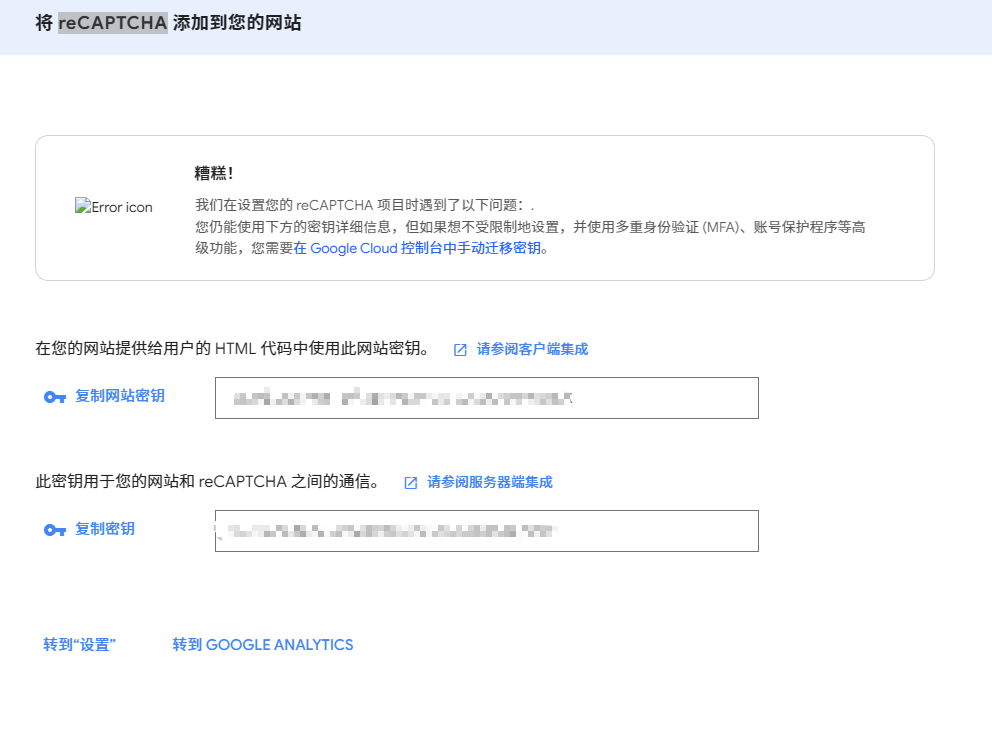 将 reCAPTCHA 添加到您的网站
糟糕！
Error icon
我们在设置您的 reCAPTCHA 项目时遇到了以下问题：.
您仍能使用下方的密钥详细信息，但如果想不受限制地设置，并使用多重身份验证 (MFA)、账号保护程序等高
级功能，您需要在 Google Cloud 控制台中手动迁移密钥。
在您的网站提供给用户的 HTML 代码中使用此网站密钥。 请参阅客户端集成
复制网站密钥
此密钥用于您的网站和 reCAPTCHA 之间的通信。 请参阅服务器端集成
复制密钥
转到“设置” 转到 GOOGLE ANALYTICS